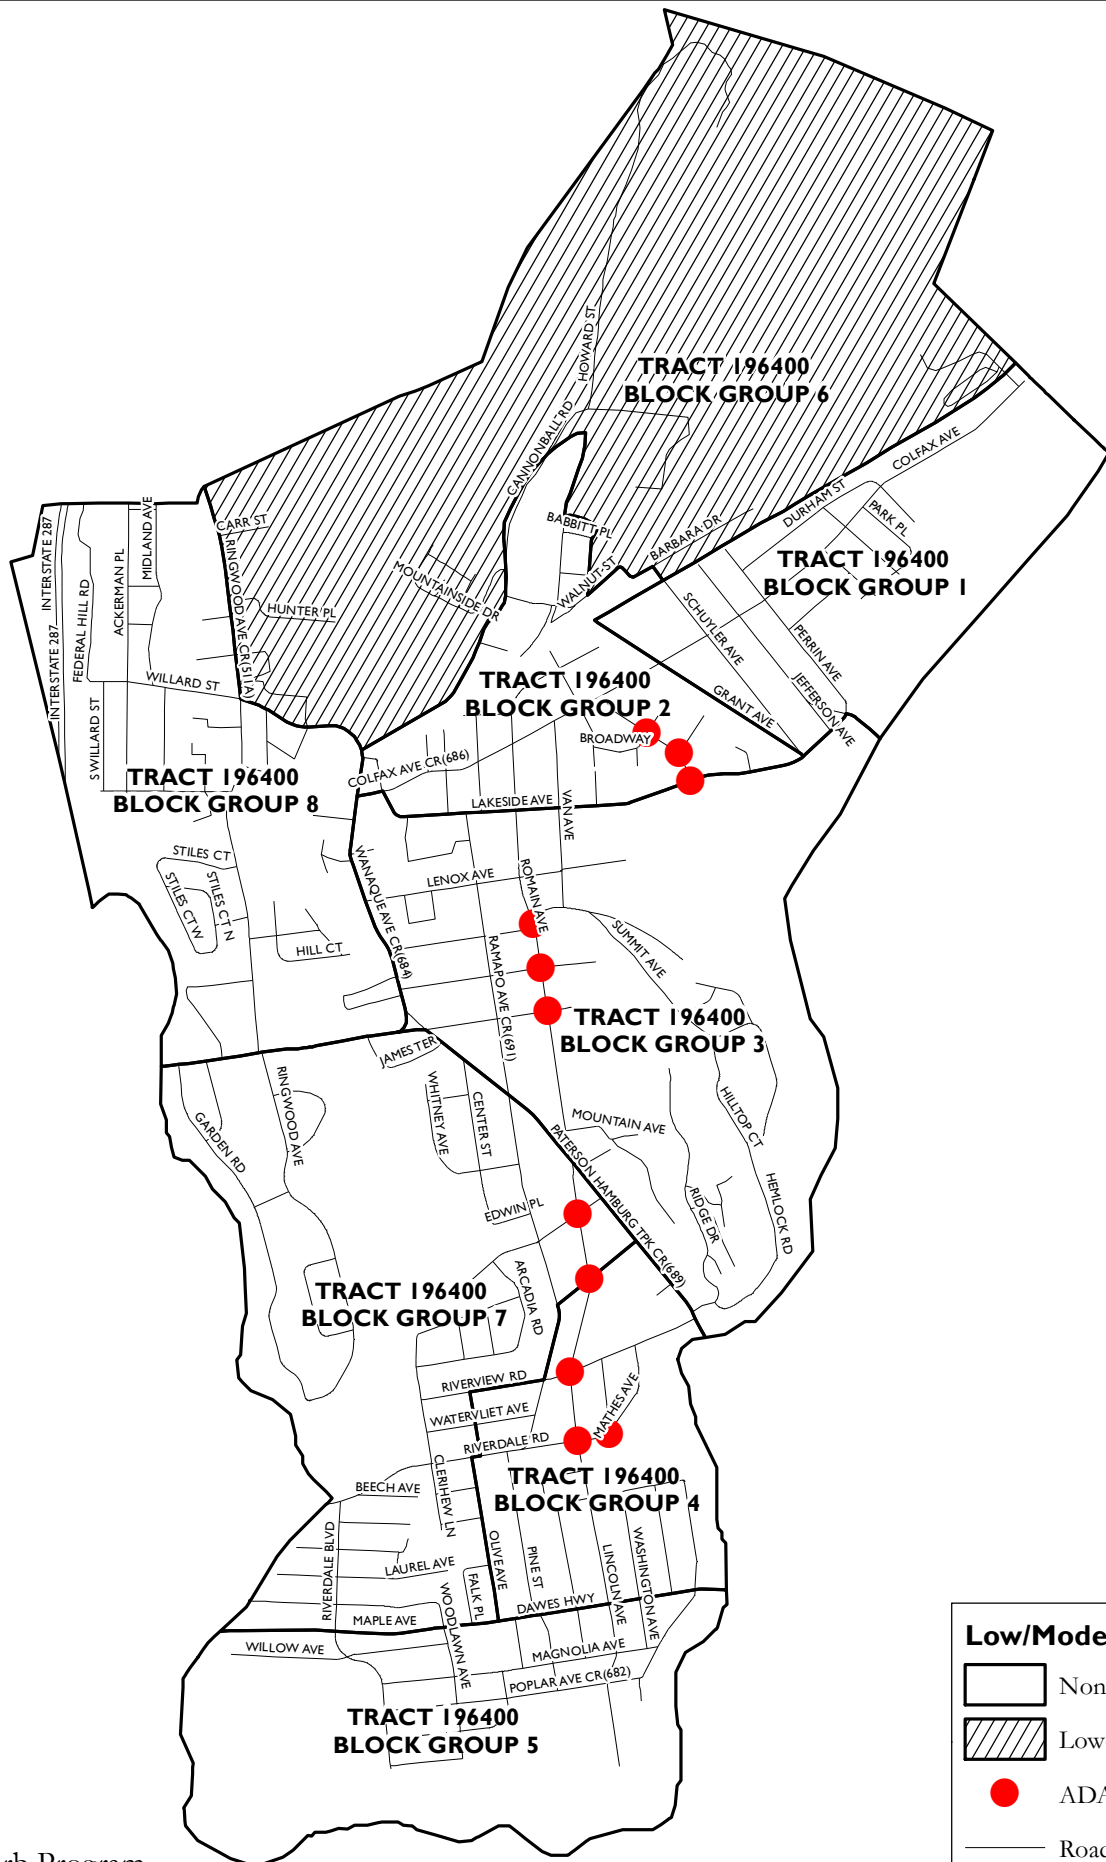 HOWARD ST
TRACT 196400
BLOCK GROUP 6
CANNONBALL RD
COLFAX AVE
DURHAM ST
PARK PL
BABBITT PL
BARBARA DR
WALNUT ST
TRACT 196400
BLOCK GROUP 1
INTERSTATE 287
INTERSTATE 287
FEDERAL HILL RD
ACKERMAN PL
MIDLAND AVE
CARR ST
RINGWOOD AVE CR(511A)
HUNTER PL
MOUNTAINSIDE DR
SCHUYLER AVE
PERRIN AVE
JEFFERSON AVE
GRANT AVE
WILLARD ST
S WILLARD ST
TRACT 196400
BLOCK GROUP 2
BROADWAY
TRACT 196400
BLOCK GROUP 8
COLFAX AVE CR(686)
LAKESIDE AVE
VAN AVE
STILES CT
STILES CT W
STILES CT N
HILL CT
WANAQUE AVE CR(684)
LENOX AVE
ROMAIN AVE
RAMAPO AVE CR(691)
SUMMIT AVE
TRACT 196400
BLOCK GROUP 3
JAMES TER
WHITNEY AVE
CENTER ST
MOUNTAIN AVE
HILLTOP CT
HEMLOCK RD
RIDGE DR
PATERSON HAMBURG TPK CR(689)
GARDEN RD
RINGWOOD AVE
EDWIN PL
ARCADIA RD
TRACT 196400
BLOCK GROUP 7
RIVERVIEW RD
WATERVLIET AVE
RIVERDALE RD
MATHES AVE
TRACT 196400
BLOCK GROUP 4
BEECH AVE
CLERIHEW LN
RIVERDALE BLVD
LAUREL AVE
FALK PL
OLIVE AVE
PINE ST
LINCOLN AVE
WASHINGTON AVE
DAWES HWY
MAPLE AVE
WOODLAWN AVE
WILLOW AVE
MAGNOLIA AVE
POPLAR AVE CR(682)
TRACT 196400
BLOCK GROUP 5
Low/Mode
Non
Low
ADA
Road
rb Program